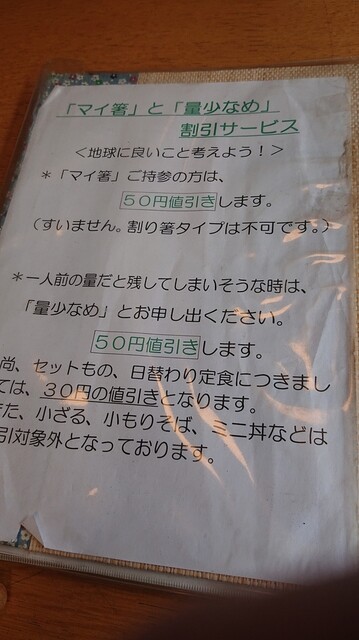 「マイ箸」と「量少なめ」
割引サービス
＜地球に良いこと考えよう！＞
＊「マイ箸」ご持参の方は、
５０円値引きします。
（すいません。割り箸タイプは不可です。）
＊一人前の量だと残してしまいそうな時は、
「量少なめ」とお申し出ください。
５０円値引きします。
尚、セットもの、日替わり定食につきまし
ては、３０円の値引きとなります。
た、小ざる、小もりそば、ミニ丼などは
引対象外となっております。